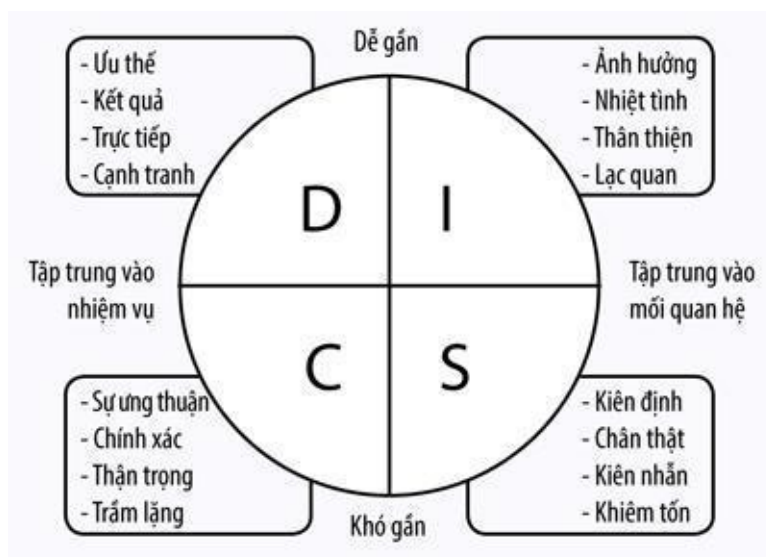 Dễ gần
- Ưu thế
- Kết quả
- Trực tiếp
- Cạnh tranh
- Ảnh hưởng
- Nhiệt tình
- Thân thiện
- Lạc quan
D
I
Tập trung vào
nhiệm vụ
Tập trung vào
mối quan hệ
C
S
- Sự ưng thuận
- Chính xác
- Thận trọng
- Trầm lặng
- Kiên định
- Chân thật
- Kiên nhẫn
- Khiêm tốn
Khó gần